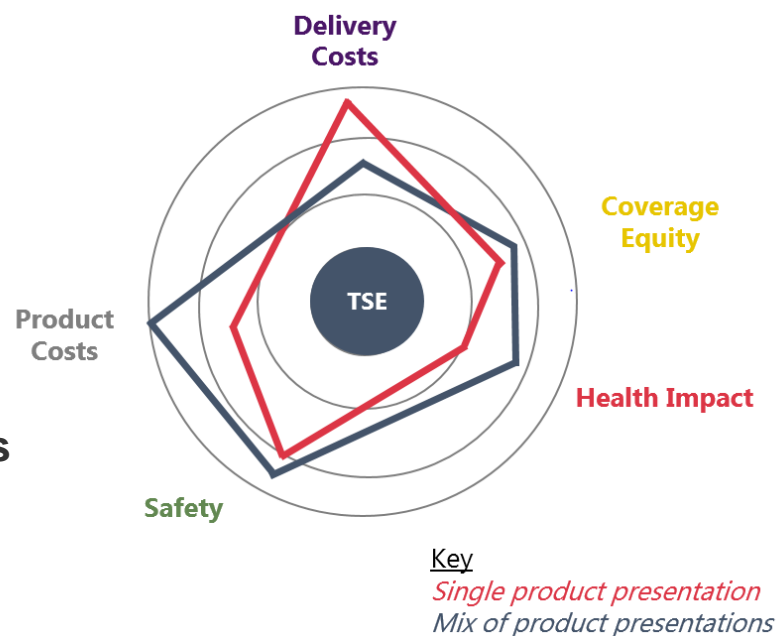 Delivery
Costs
Coverage
Equity
TSE
Product
Costs
Health Impact
s
Safety
Key
Single product presentation
Mix of product presentations